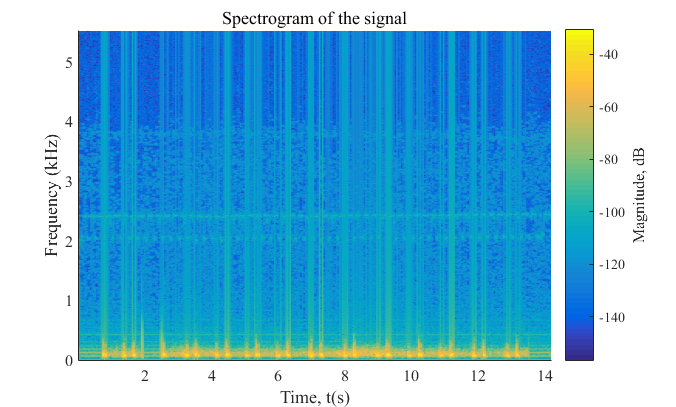 Spectrogram of the signal
5
4
3
2
1
0
Frequency (kHz)
2 4 6 8 10 12 14
Time, t(s)
-40
-60
-80
-100
-120
-140
Magnitude, dB